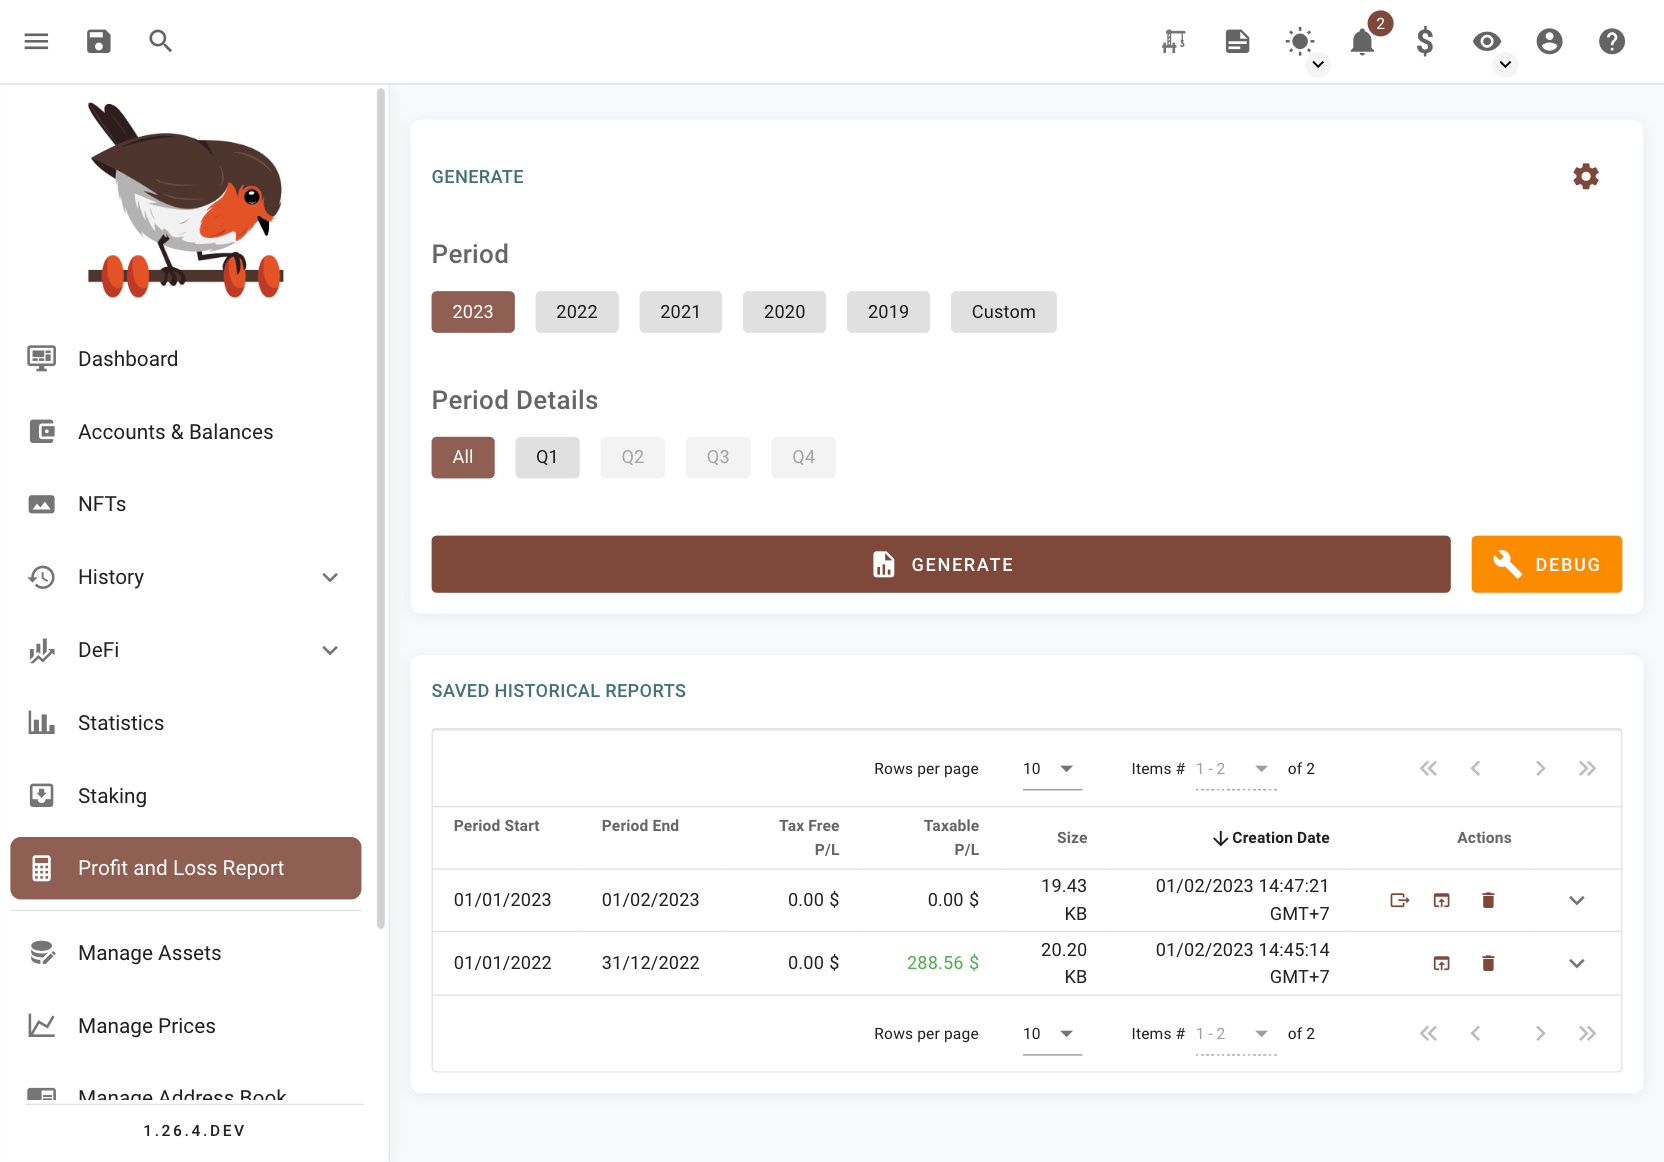 2
Dashboard
Accounts & Balances
NFTs
History
DeFi
Statistics
Staking
Profit and Loss Report
Manage Assets
Manage Prices
Manage Address Book
1.26.4.DEV
GENERATE
Period
2023 2022 2021 2020 2019 Custom
Period Details
All Q1 Q2 Q3 Q4
GENERATE DEBUG
SAVED HISTORICAL REPORTS
Rows per page 10 Items # 1 - 2 of 2
Period Start Period End Tax Free P/L Taxable P/L Size Creation Date Actions
01/01/2023 01/02/2023 0.00 $ 0.00 $ 19.43 KB 01/02/2023 14:47:21 GMT+7
01/01/2022 31/12/2022 0.00 $ 288.56 $ 20.20 KB 01/02/2023 14:45:14 GMT+7
Rows per page 10 Items # 1 - 2 of 2